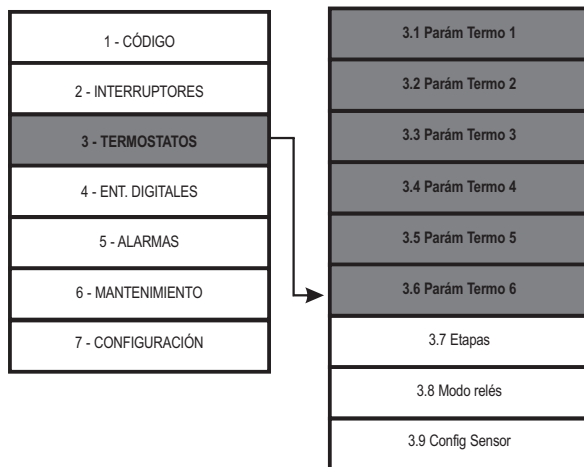 1 - CÓDIGO
2 - INTERRUPTORES
3 - TERMOSTATOS
4 - ENT. DIGITALES
5 - ALARMAS
6 - MANTENIMIENTO
7 - CONFIGURACIÓN
3.1 Parám Termo 1
3.2 Parám Termo 2
3.3 Parám Termo 3
3.4 Parám Termo 4
3.5 Parám Termo 5
3.6 Parám Termo 6
3.7 Etapas
3.8 Modo relés
3.9 Config Sensor